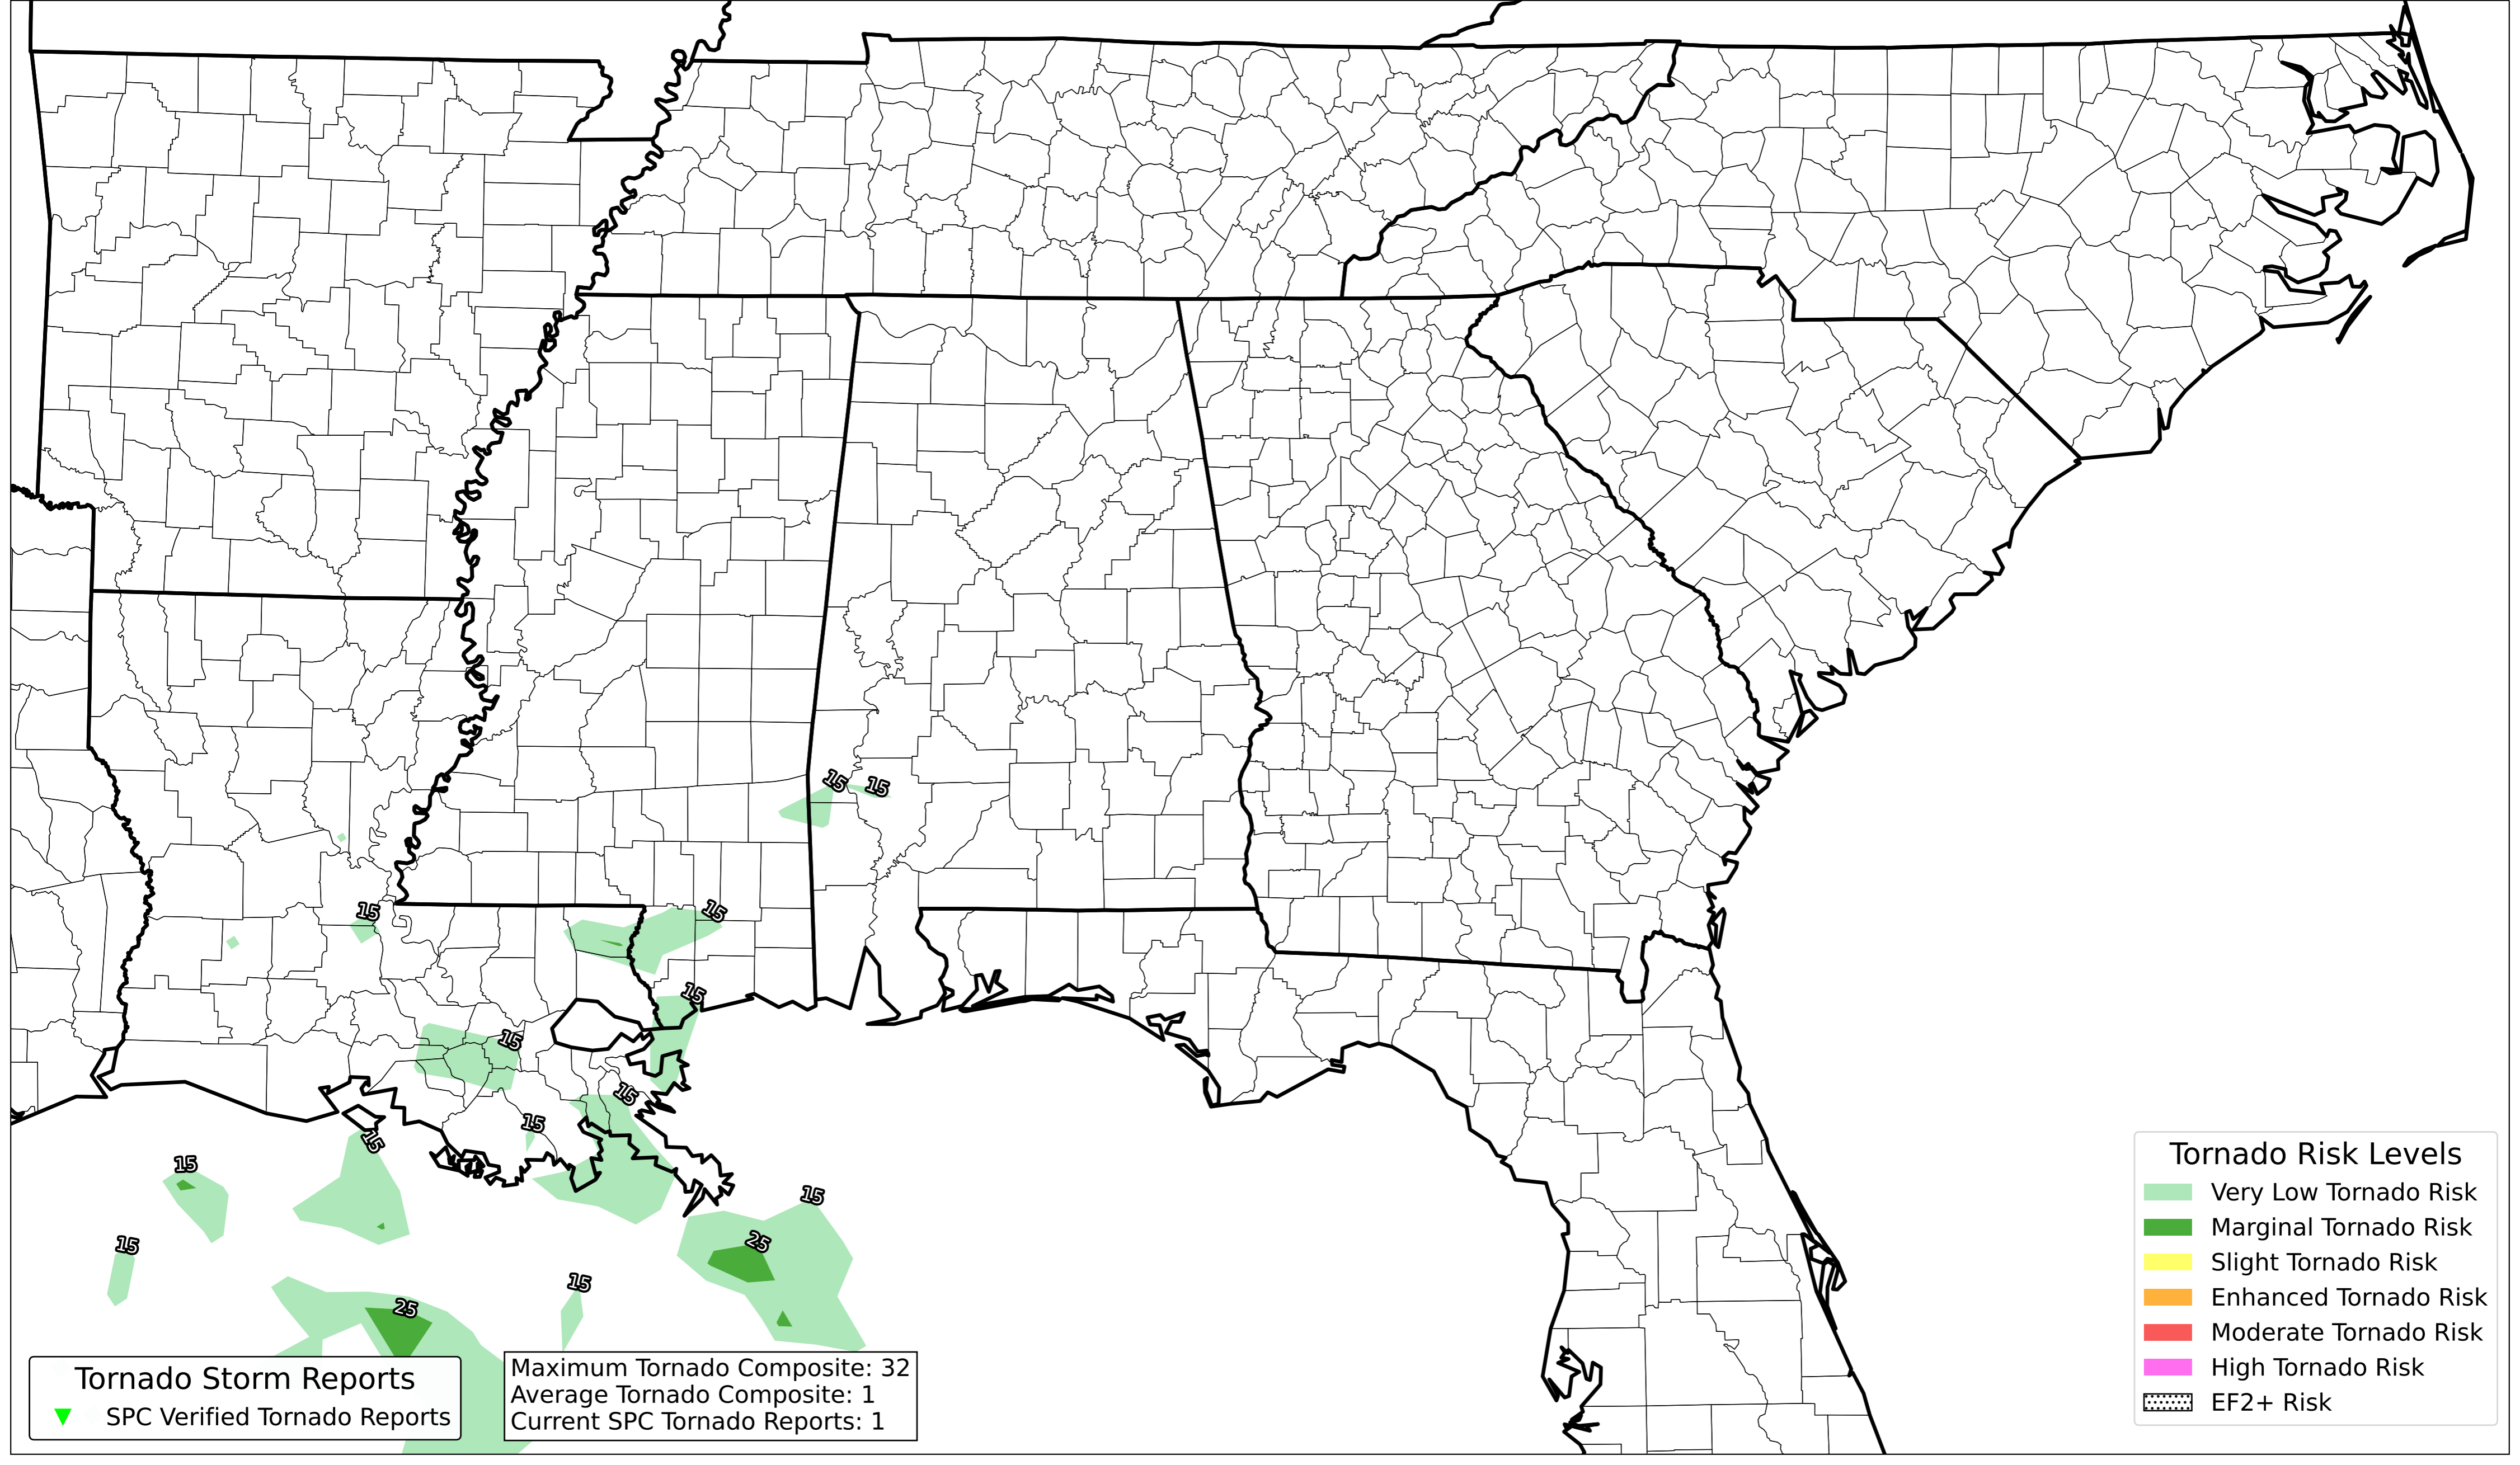 15
15
15
15
15
15
15
15
15
15
15
25
15
25
15
Tornado Risk Levels
Very Low Tornado Risk
Marginal Tornado Risk
Slight Tornado Risk
Enhanced Tornado Risk
Moderate Tornado Risk
High Tornado Risk
EF2+ Risk
Tornado Storm Reports
SPC Verified Tornado Reports
Maximum Tornado Composite: 32
Average Tornado Composite: 1
Current SPC Tornado Reports: 1